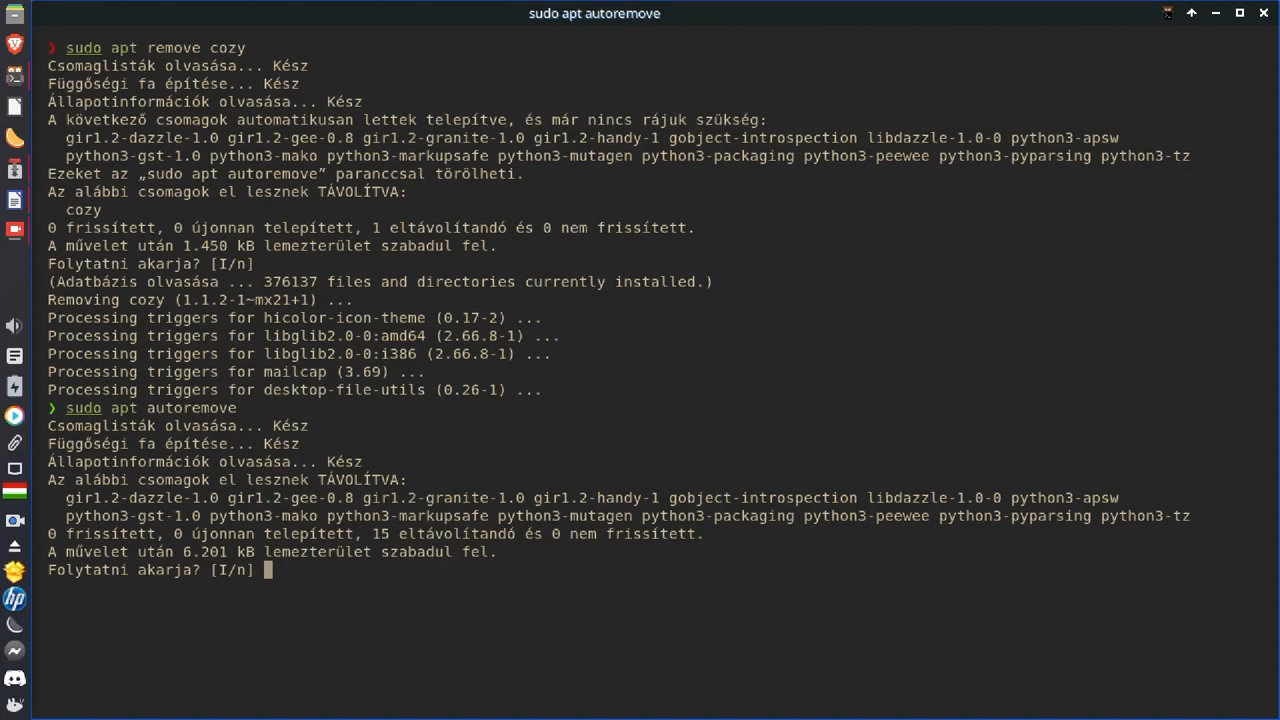 sudo apt autoremove
❯ sudo apt remove cozy
Csomaglisták olvasása... Kész
Függőségi fa építése... Kész
Állapotinformációk olvasása... Kész
A következő csomagok automatikusan lettek telepítve, és már nincs rájuk szükség:
gir1.2-dazzle-1.0 gir1.2-gee-0.8 gir1.2-granite-1.0 gir1.2-handy-1 gobject-introspection libdazzle-1.0-0 python3-apsw
python3-gst-1.0 python3-mako python3-markupsafe python3-mutagen python3-packaging python3-peewee python3-pyparsing python3-tz
Ezeket az „sudo apt autoremove” paranccsal törölheti.
Az alábbi csomagok el lesznek TÁVOLÍTVA:
cozy
0 frissített, 0 újonnan telepített, 1 eltávolítandó és 0 nem frissített.
A művelet után 1.450 kB lemezterület szabadul fel.
Folytatni akarja? [I/n]
(Adatbázis olvasása ... 376137 files and directories currently installed.)
Removing cozy (1.1.2-1~mx21+1) ...
Processing triggers for hicolor-icon-theme (0.17-2) ...
Processing triggers for libglib2.0-0:amd64 (2.66.8-1) ...
Processing triggers for libglib2.0-0:i386 (2.66.8-1) ...
Processing triggers for mailcap (3.69) ...
Processing triggers for desktop-file-utils (0.26-1) ...
❯ sudo apt autoremove
Csomaglisták olvasása... Kész
Függőségi fa építése... Kész
Állapotinformációk olvasása... Kész
Az alábbi csomagok el lesznek TÁVOLÍTVA:
gir1.2-dazzle-1.0 gir1.2-gee-0.8 gir1.2-granite-1.0 gir1.2-handy-1 gobject-introspection libdazzle-1.0-0 python3-apsw
python3-gst-1.0 python3-mako python3-markupsafe python3-mutagen python3-packaging python3-peewee python3-pyparsing python3-tz
0 frissített, 0 újonnan telepített, 15 eltávolítandó és 0 nem frissített.
A művelet után 6.201 kB lemezterület szabadul fel.
Folytatni akarja? [I/n]
hp